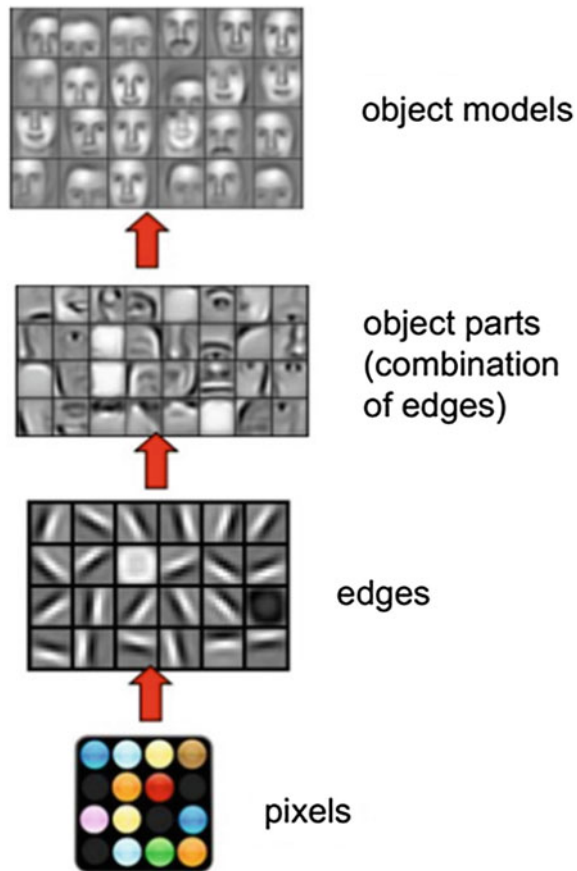 object models
object parts
(combination
of edges)
edges
pixels